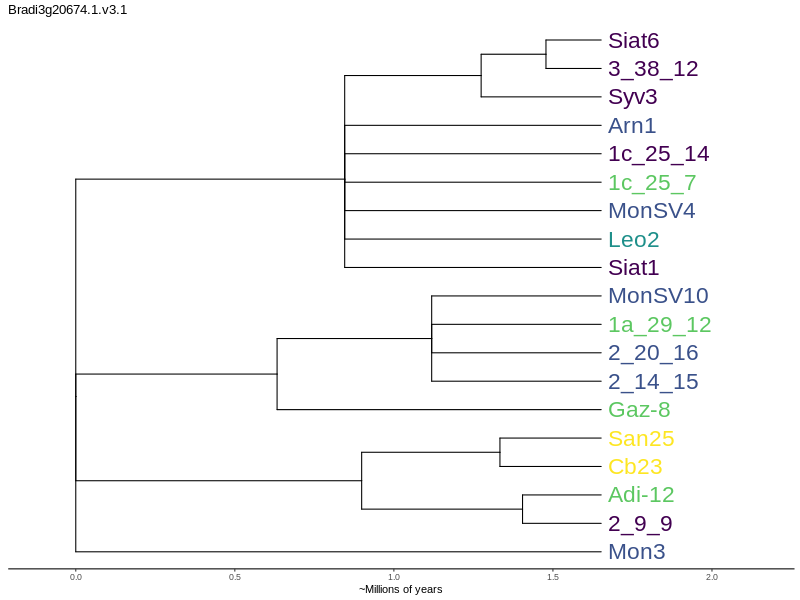 Bradi3g20674.1.v3.1
Siat6
3_38_12
Syv3
Arn1
1c_25_14
1c_25_7
MonSV4
Leo2
Siat1
MonSV10
1a_29_12
2_20_16
2_14_15
Gaz-8
San25
Cb23
Adi-12
2_9_9
Mon3
0.0 0.5 1.0 1.5 2.0
~Millions of years